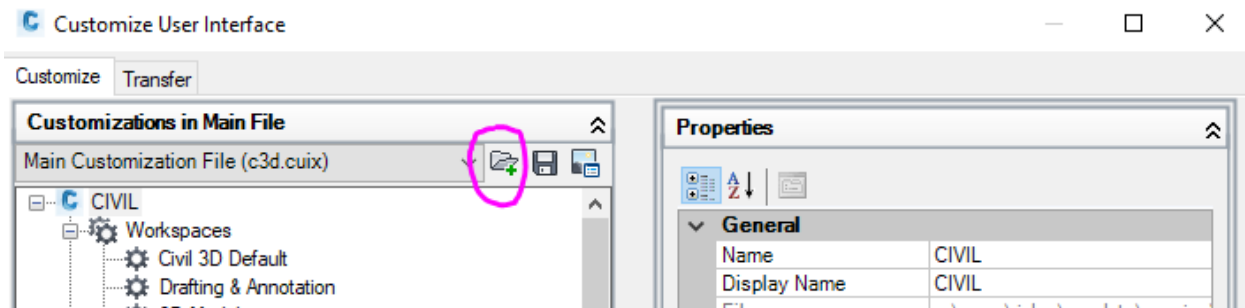 Customize User Interface
Customize Transfer
Customizations in Main File
Main Customization File (c3d.cuix)
CIVIL
Workspaces
Civil 3D Default
Drafting & Annotation
Properties
General
Name CIVIL
Display Name CIVIL